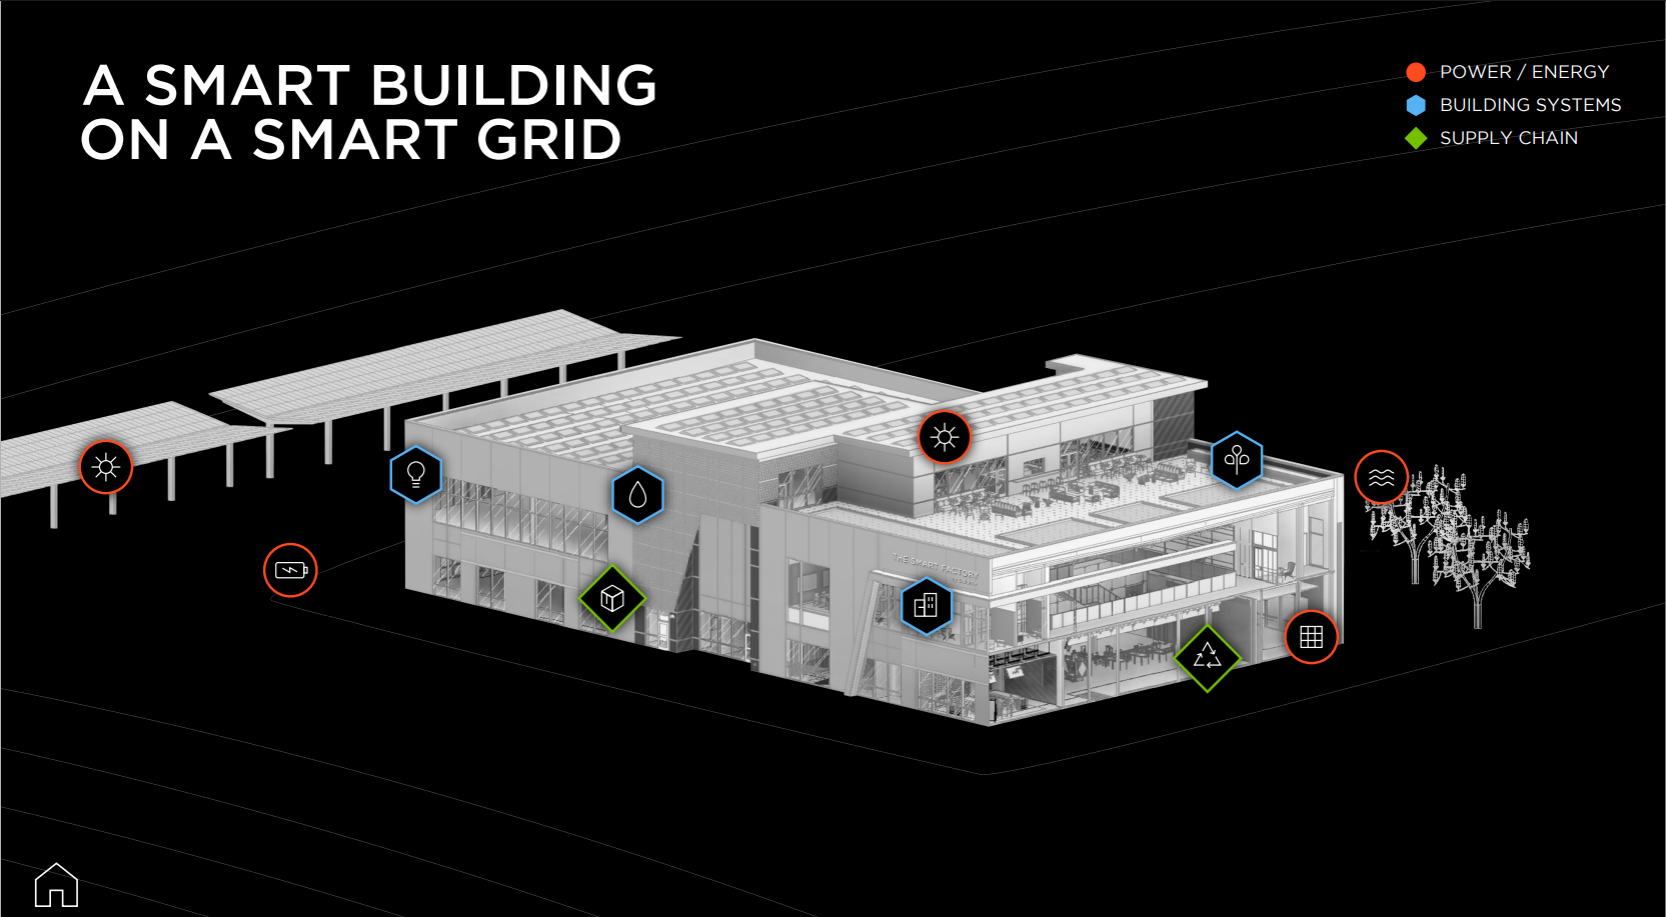 A SMART BUILDING
ON A SMART GRID
POWER / ENERGY
BUILDING SYSTEMS
SUPPLY CHAIN
THE SMART FACTORY